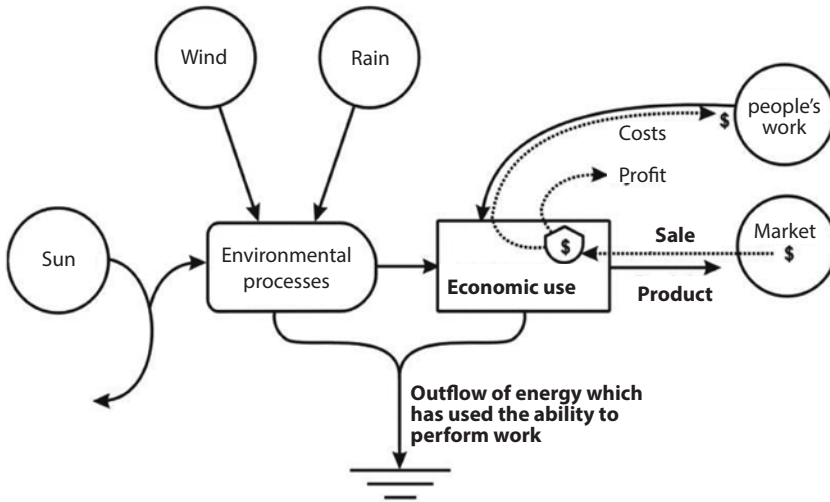 Wind
Rain
people's
work
$
Costs
Profit
Sun
Environmental
processes
$
Economic use
Sale
Market
$
Product
Outflow of energy which
has used the ability to
perform work